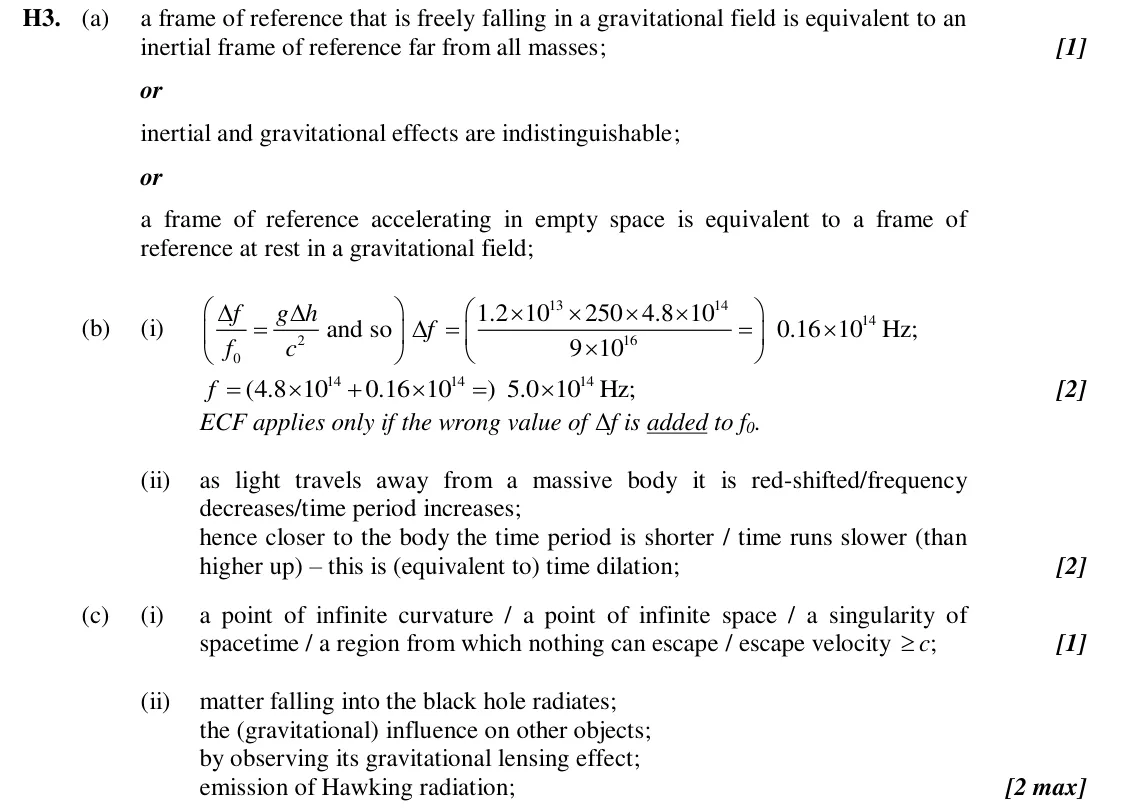 H3. (a) a frame of reference that is freely falling in a gravitational field is equivalent to an
inertial frame of reference far from all masses; [1]
or
inertial and gravitational effects are indistinguishable;
or
a frame of reference accelerating in empty space is equivalent to a frame of
reference at rest in a gravitational field;
(b) (i) (Δf/f₀ = gΔh/c² and so) Δf = (1.2×10¹³×250×4.8×10¹⁴/9×10¹⁶ =) 0.16×10¹⁴ Hz;
f = (4.8×10¹⁴ + 0.16×10¹⁴ =) 5.0×10¹⁴ Hz; [2]
ECF applies only if the wrong value of Δf is added to f₀.
(ii) as light travels away from a massive body it is red-shifted/frequency
decreases/time period increases;
hence closer to the body the time period is shorter / time runs slower (than
higher up) – this is (equivalent to) time dilation; [2]
(c) (i) a point of infinite curvature / a point of infinite space / a singularity of
spacetime / a region from which nothing can escape / escape velocity ≥ c; [1]
(ii) matter falling into the black hole radiates;
the (gravitational) influence on other objects;
by observing its gravitational lensing effect;
emission of Hawking radiation; [2 max]